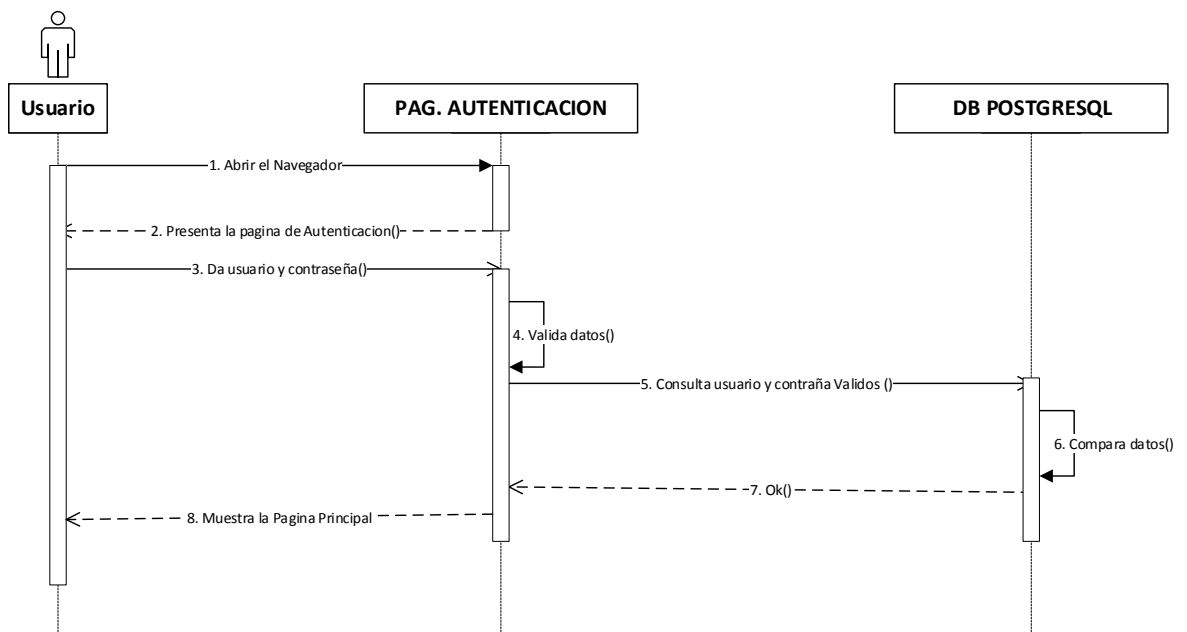 Usuario
PAG. AUTENTICACION
DB POSTGRESQL
1. Abrir el Navegador
2. Presenta la pagina de Autenticacion()
3. Da usuario y contraseña()
4. Valida datos()
5. Consulta usuario y contraña Validos ()
6. Compara datos()
7. Ok()
8. Muestra la Pagina Principal